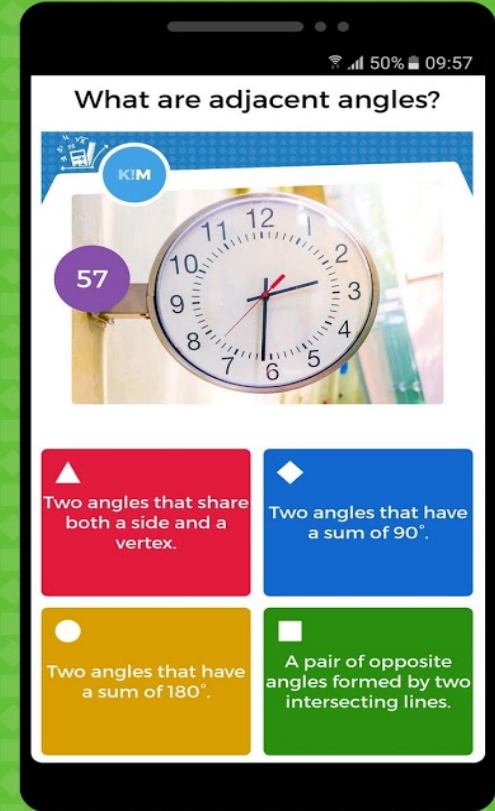 50% 09:57
What are adjacent angles?
K!M
57
12
11 1
10 2
9 3
8 4
7 6 5
Two angles that share
both a side and a
vertex.
Two angles that have
a sum of 90°.
Two angles that have
a sum of 180°.
A pair of opposite
angles formed by two
intersecting lines.